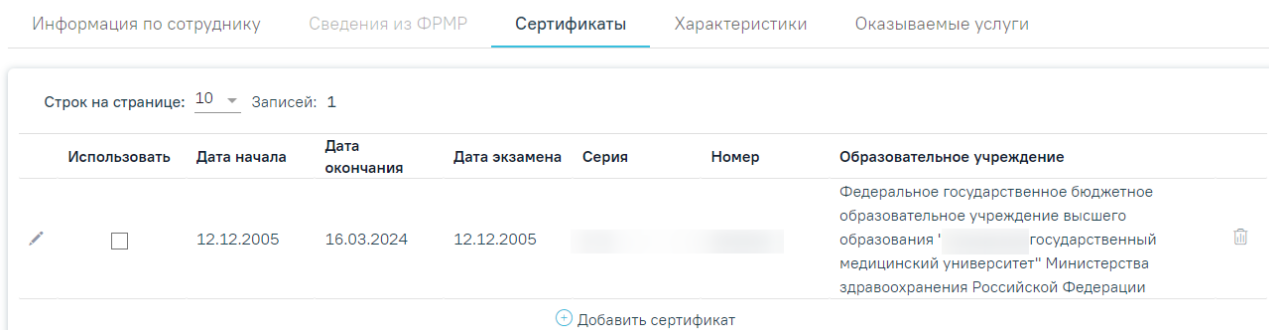 Информация по сотруднику Сведения из ФРМР Сертификаты Характеристики Оказываемые услуги
Строк на странице: 10 Записей: 1
Использовать Дата начала Дата окончания Дата экзамена Серия Номер Образовательное учреждение
12.12.2005 16.03.2024 12.12.2005
Федеральное государственное бюджетное
образовательное учреждение высшего
образования " государственный
медицинский университет" Министерства
здравоохранения Российской Федерации
Добавить сертификат